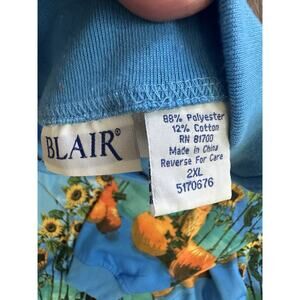 BLAIR®
88% Polyester
12% Cotton
RN 81700
Made in China
Reverse For Care
2XL
5170676